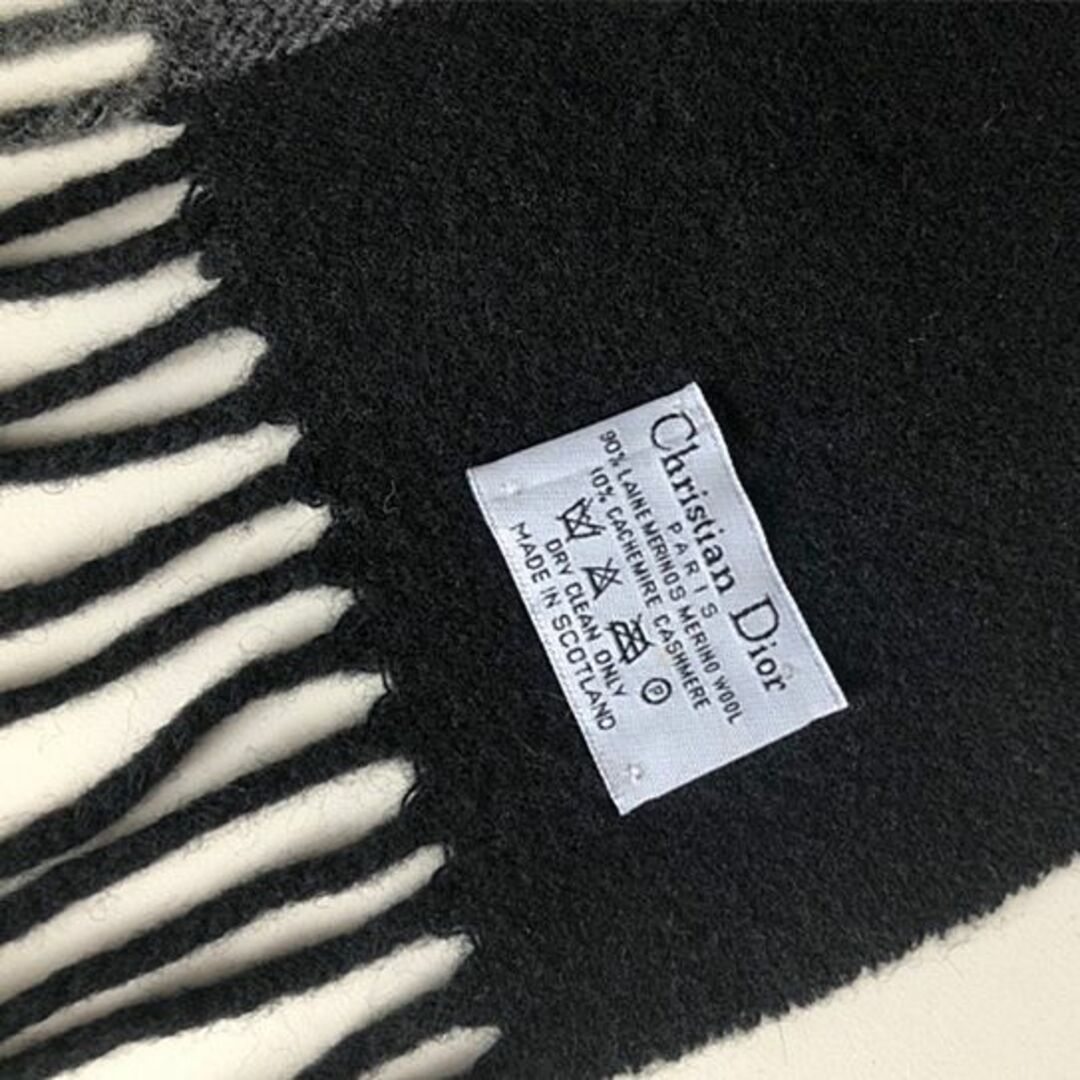 Christian Dior
PARIS
90% LAINE MERINOS MERINO WOOL
10% CACHEMIRE CASHMERE
P
DRY CLEAN ONLY
MADE IN SCOTLAND